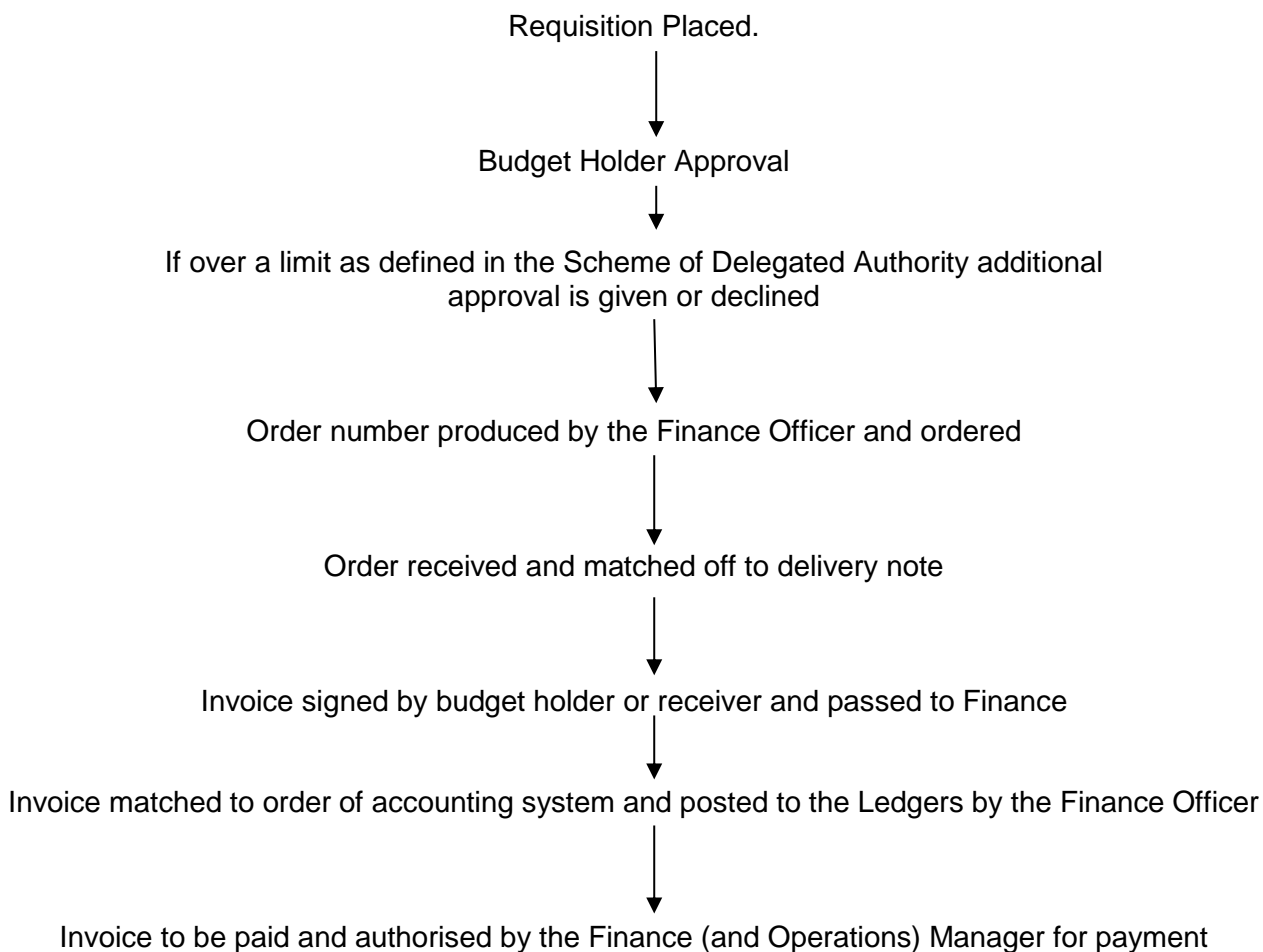 Requisition Placed.
Budget Holder Approval
If over a limit as defined in the Scheme of Delegated Authority additional
approval is given or declined
Order number produced by the Finance Officer and ordered
Order received and matched off to delivery note
Invoice signed by budget holder or receiver and passed to Finance
Invoice matched to order of accounting system and posted to the Ledgers by the Finance Officer
Invoice to be paid and authorised by the Finance (and Operations) Manager for payment